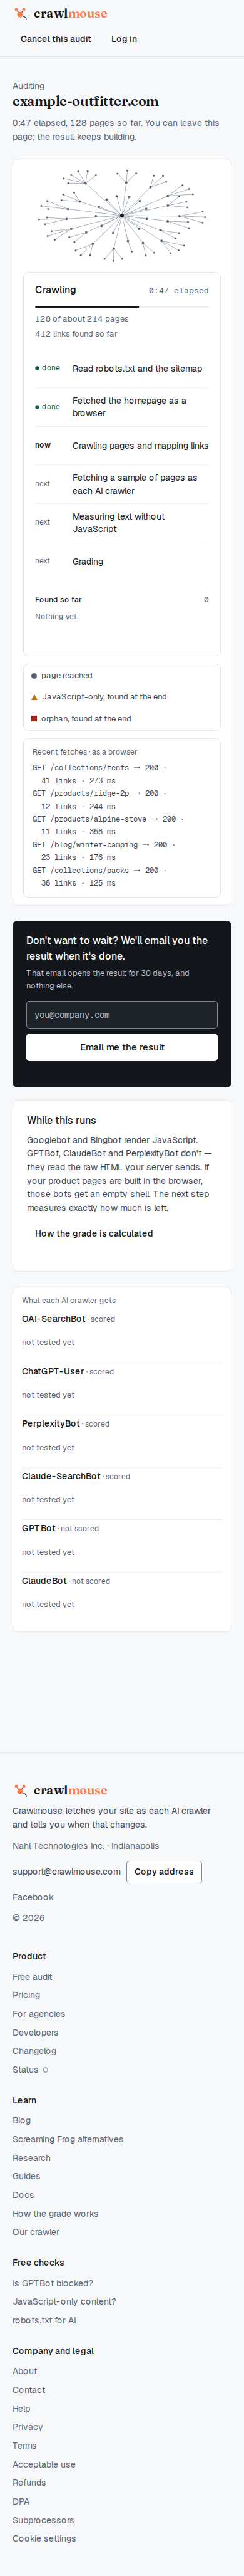 crawlmouse
Cancel this audit
Log in
Auditing
example-outfitter.com
0:47 elapsed, 128 pages so far. You can leave this
page; the result keeps building.
Crawling
0:47 elapsed
128 of about 214 pages
412 links found so far
done
Read robots.txt and the sitemap
done
Fetched the homepage as a
browser
now
Crawling pages and mapping links
next
Fetching a sample of pages as
each AI crawler
next
Measuring text without
JavaScript
next
Grading
Found so far
0
Nothing yet.
page reached
JavaScript-only, found at the end
orphan, found at the end
Recent fetches · as a browser
GET /collections/tents → 200 ·
41 links · 273 ms
GET /products/ridge-2p → 200 ·
12 links · 244 ms
GET /products/alpine-stove → 200 ·
11 links · 358 ms
GET /blog/winter-camping → 200 ·
23 links · 176 ms
GET /collections/packs → 200 ·
38 links · 125 ms
Don't want to wait? We'll email you the
result when it's done.
That email opens the result for 30 days, and
nothing else.
you@company.com
Email me the result
While this runs
Googlebot and Bingbot render JavaScript.
GPTBot, ClaudeBot and PerplexityBot don't —
they read the raw HTML your server sends. If
your product pages are built in the browser,
those bots get an empty shell. The next step
measures exactly how much is left.
How the grade is calculated
What each AI crawler gets
OAI-SearchBot · scored
not tested yet
ChatGPT-User · scored
not tested yet
PerplexityBot · scored
not tested yet
Claude-SearchBot · scored
not tested yet
GPTBot · not scored
not tested yet
ClaudeBot · not scored
not tested yet
crawlmouse
Crawlmouse fetches your site as each AI crawler
and tells you when that changes.
Nahl Technologies Inc. · Indianapolis
support@crawlmouse.com
Copy address
Facebook
© 2026
Product
Free audit
Pricing
For agencies
Developers
Changelog
Status
Learn
Blog
Screaming Frog alternatives
Research
Guides
Docs
How the grade works
Our crawler
Free checks
Is GPTBot blocked?
JavaScript-only content?
robots.txt for AI
Company and legal
About
Contact
Help
Privacy
Terms
Acceptable use
Refunds
DPA
Subprocessors
Cookie settings